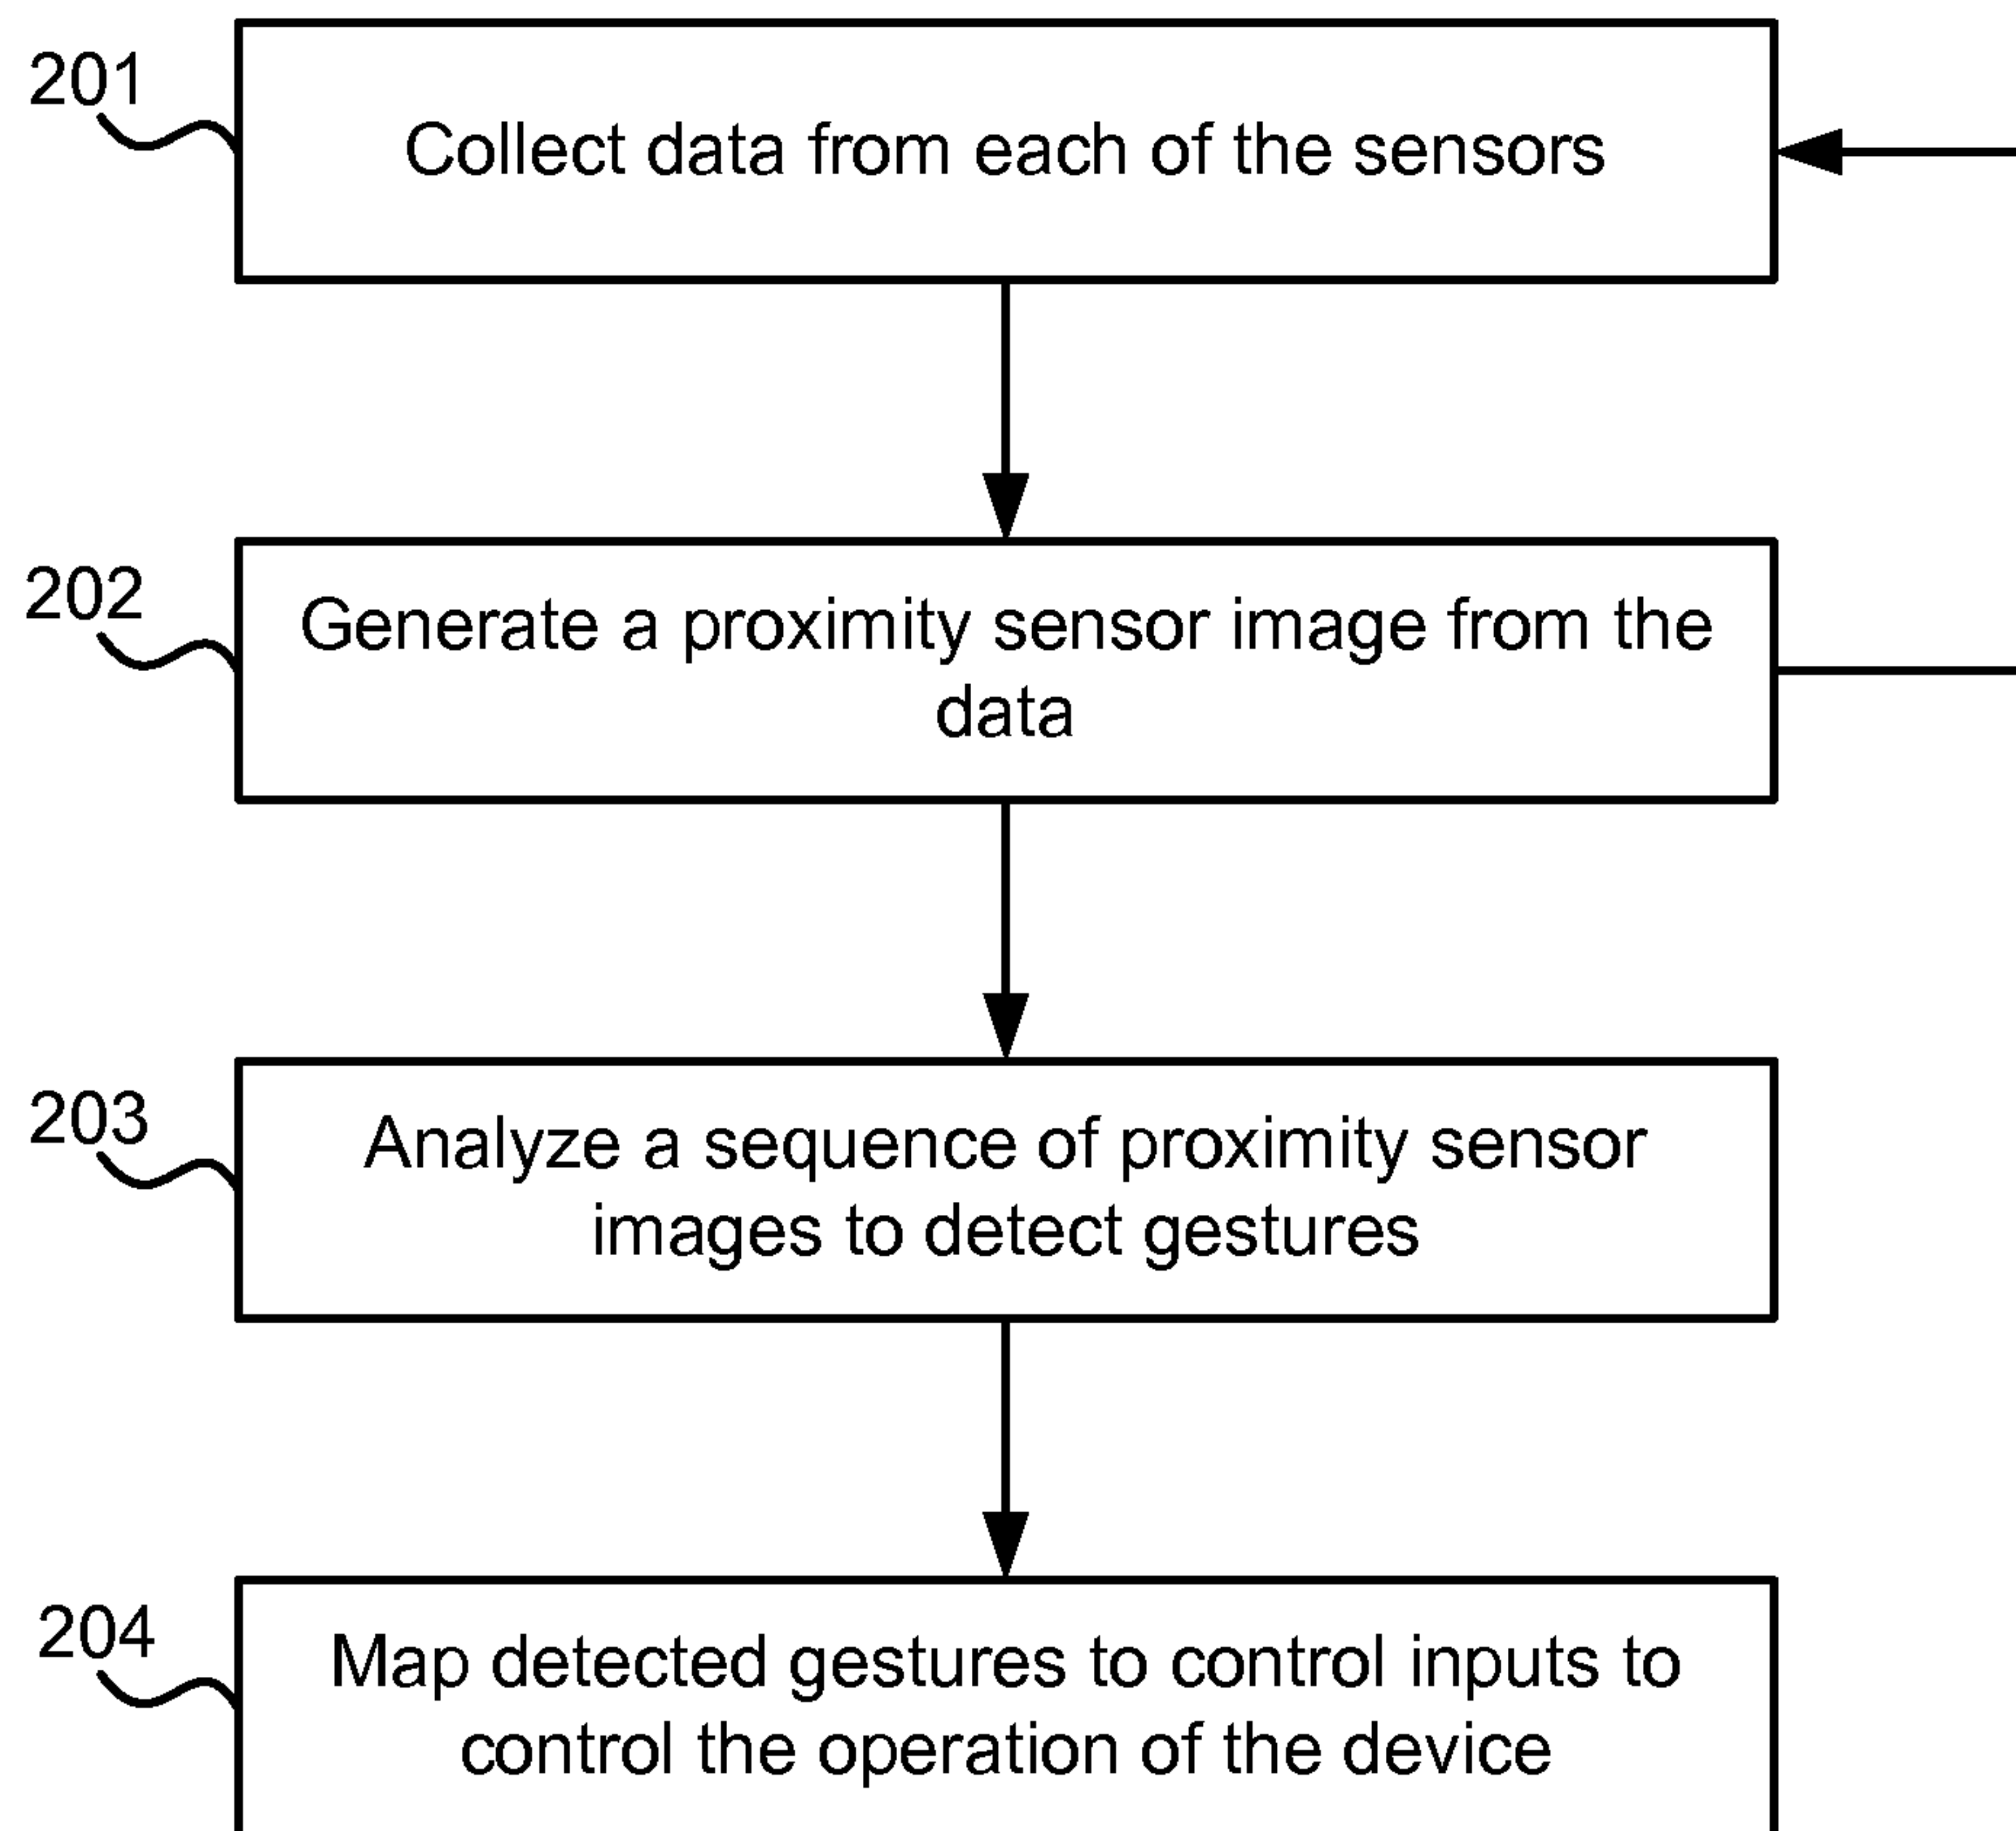 201
Collect data from each of the sensors
202
Generate a proximity sensor image from the
data
203
Analyze a sequence of proximity sensor
images to detect gestures
204
Map detected gestures to control inputs to
control the operation of the device